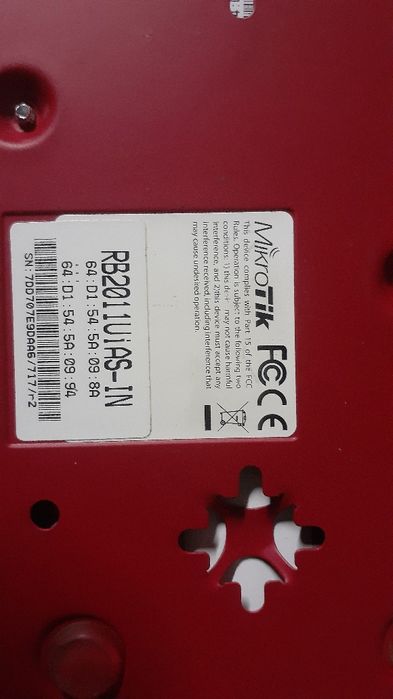 MikroTik FC CE
This device complies with Part 15 of the FCC
Rules. Operation is subject to the following two
conditions: 1) this may not cause harmful
interference, and 2)this device must accept any
interference received, including interference that
may cause undesired operation.
RB2011UiAS-IN
64:D1:54:5A:09:8A
64:D1:54:5A:09:94
SN:7DD707E9DAA6/717/r2